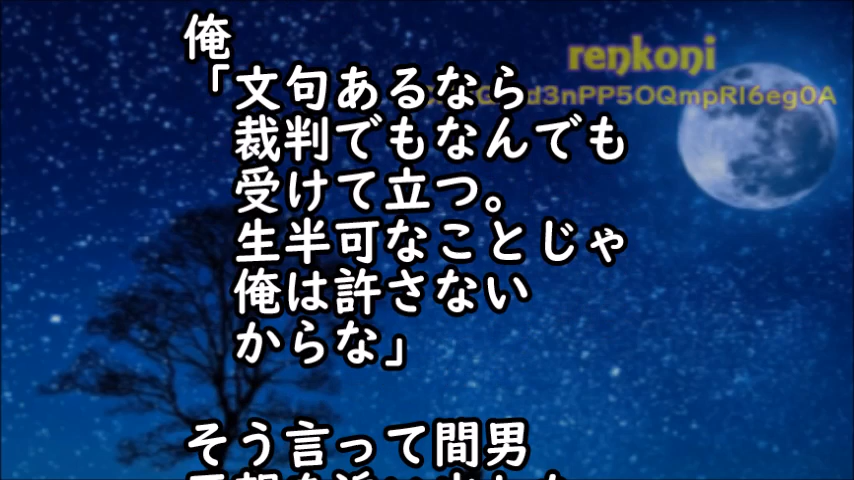 俺
「文句あるなら
裁判でもなんでも
受けて立つ。
生半可なことじゃ
俺は許さない
からな」
そう言って間男
renkoni
d3nPP5OQmpRI6eg0A